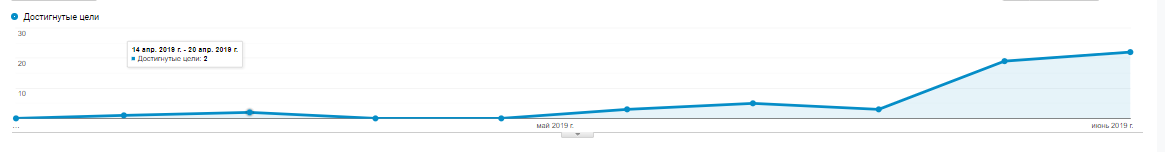 Достигнутые цели
30
14 апр. 2019 г. - 20 апр. 2019 г.
Достигнутые цели: 2
20
10
...
май 2019 г.
июнь 2019 г.